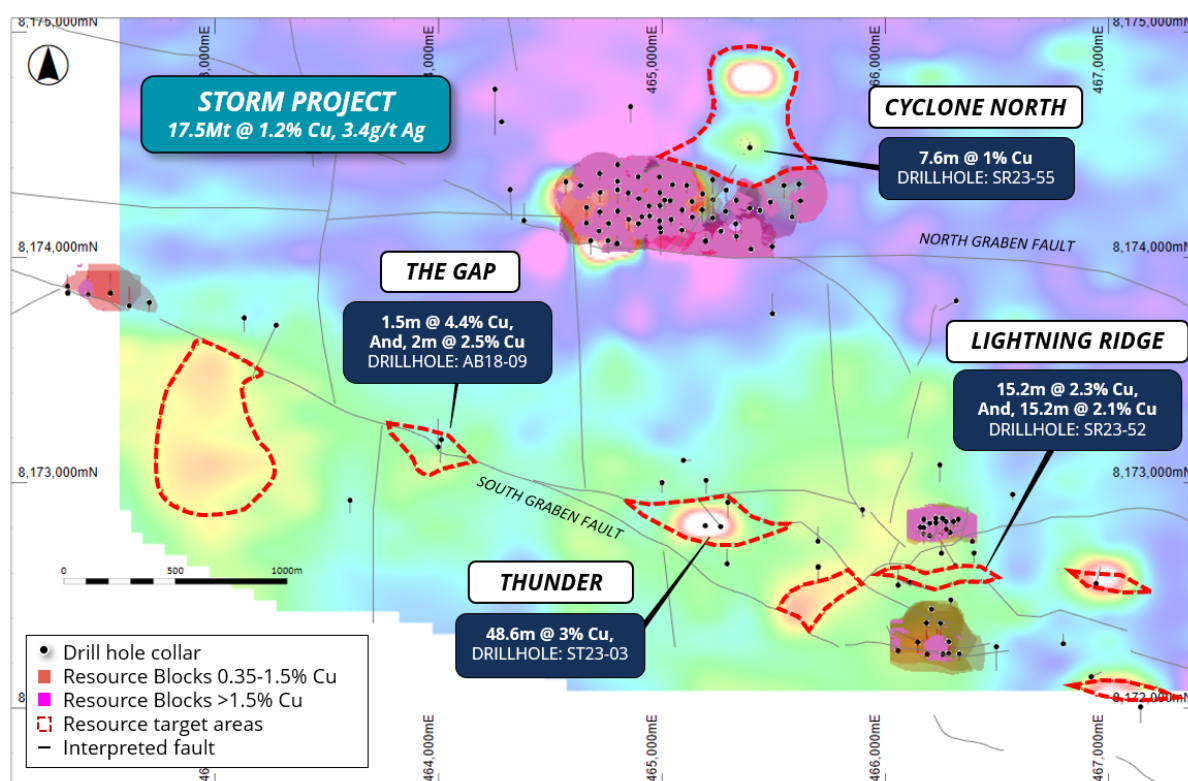 8,175,000mN
8,175,000mN
3,000mE
4,000mE
465,000mE
66,000mE
467,000mE
STORM PROJECT
17.5Mt @ 1.2% Cu, 3.4g/t Ag
CYCLONE NORTH
7.6m @ 1% Cu
DRILLHOLE: SR23-55
NORTH GRABEN FAULT
8,174,000mN
8,174,000mN
THE GAP
1.5m @ 4.4% Cu,
And, 2m @ 2.5% Cu
DRILLHOLE: AB18-09
LIGHTNING RIDGE
15.2m @ 2.3% Cu,
And, 15.2m @ 2.1% Cu
DRILLHOLE: SR23-52
8,173,000mN
8,173,000mN
SOUTH GRABEN FAULT
0
500
1000m
THUNDER
48.6m @ 3% Cu,
DRILLHOLE: ST23-03
Drill hole collar
Resource Blocks 0.35-1.5% Cu
Resource Blocks >1.5% Cu
Resource target areas
Interpreted fault
8,172,000mN
464,000mE
465,000mE
466,000mE
467,000mE